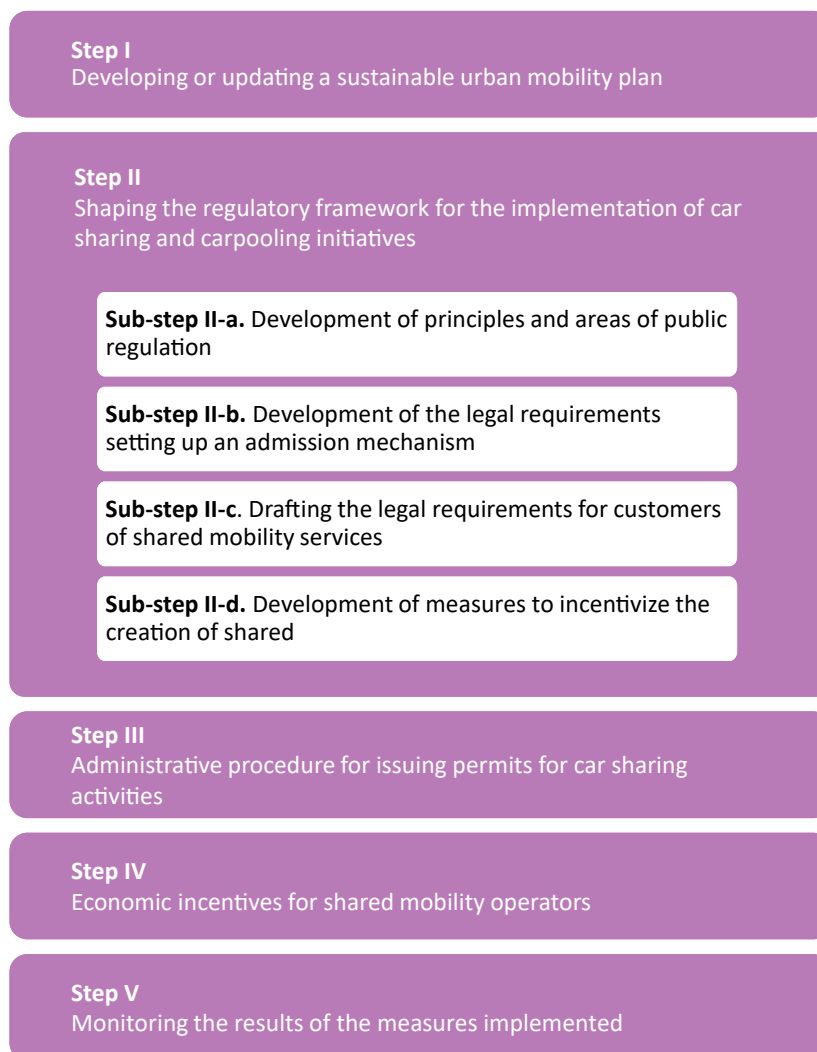 Step I
Developing or updating a sustainable urban mobility plan
Step II
Shaping the regulatory framework for the implementation of car
sharing and carpooling initiatives
Sub-step II-a. Development of principles and areas of public
regulation
Sub-step II-b. Development of the legal requirements
setting up an admission mechanism
Sub-step II-c. Drafting the legal requirements for customers
of shared mobility services
Sub-step II-d. Development of measures to incentivize the
creation of shared
Step III
Administrative procedure for issuing permits for car sharing
activities
Step IV
Economic incentives for shared mobility operators
Step V
Monitoring the results of the measures implemented